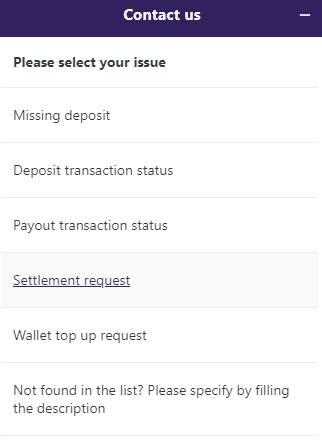 Contact us
Please select your issue
Missing deposit
Deposit transaction status
Payout transaction status
Settlement request
Wallet top up request
Not found in the list? Please specify by filling
the description